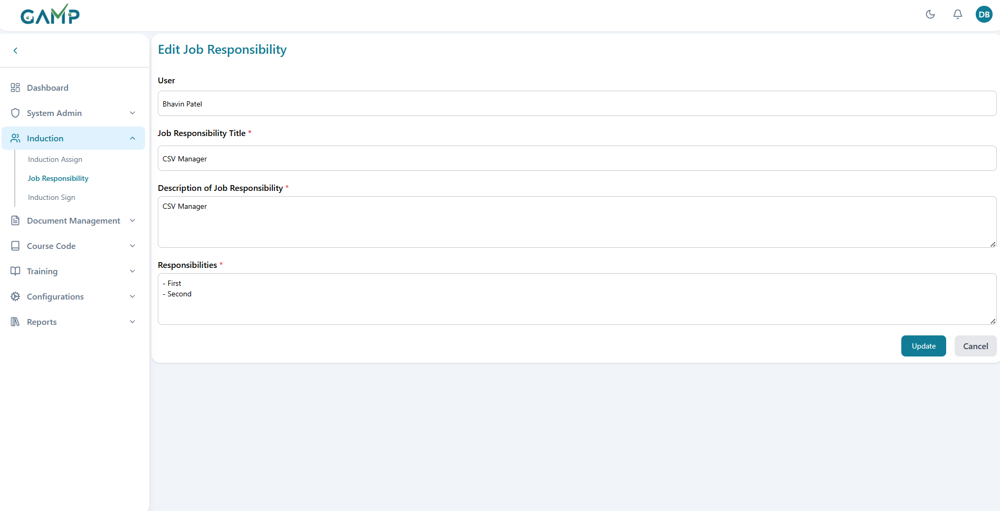 GAMP
DB
Edit Job Responsibility
Dashboard
System Admin
Induction
Induction Assign
Job Responsibility
Induction Sign
Document Management
Course Code
Training
Configurations
Reports
User
Bhavin Patel
Job Responsibility Title *
CSV Manager
Description of Job Responsibility *
CSV Manager
Responsibilities *
- First
- Second
Update
Cancel